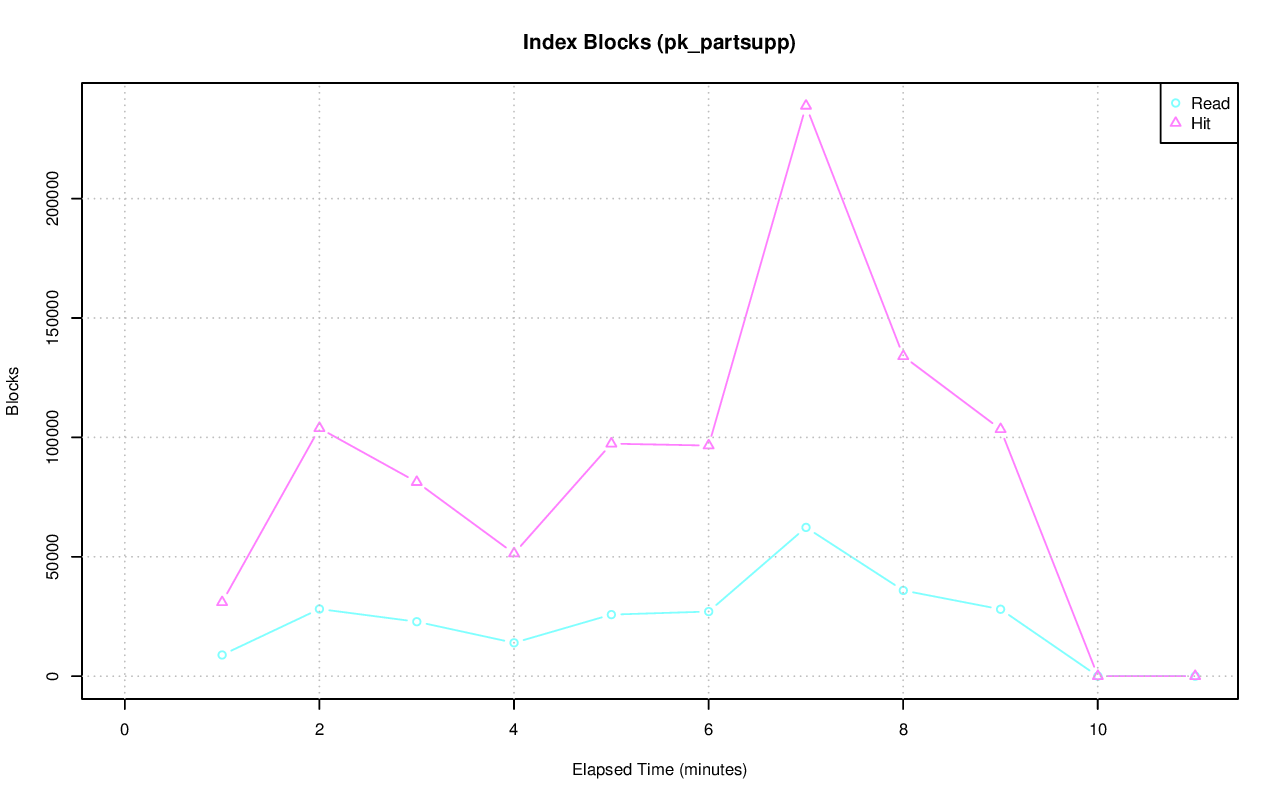 Index Blocks (pk_partsupp)
Read
Hit
Blocks
200000
150000
100000
50000
0
0 2 4 6 8 10
Elapsed Time (minutes)